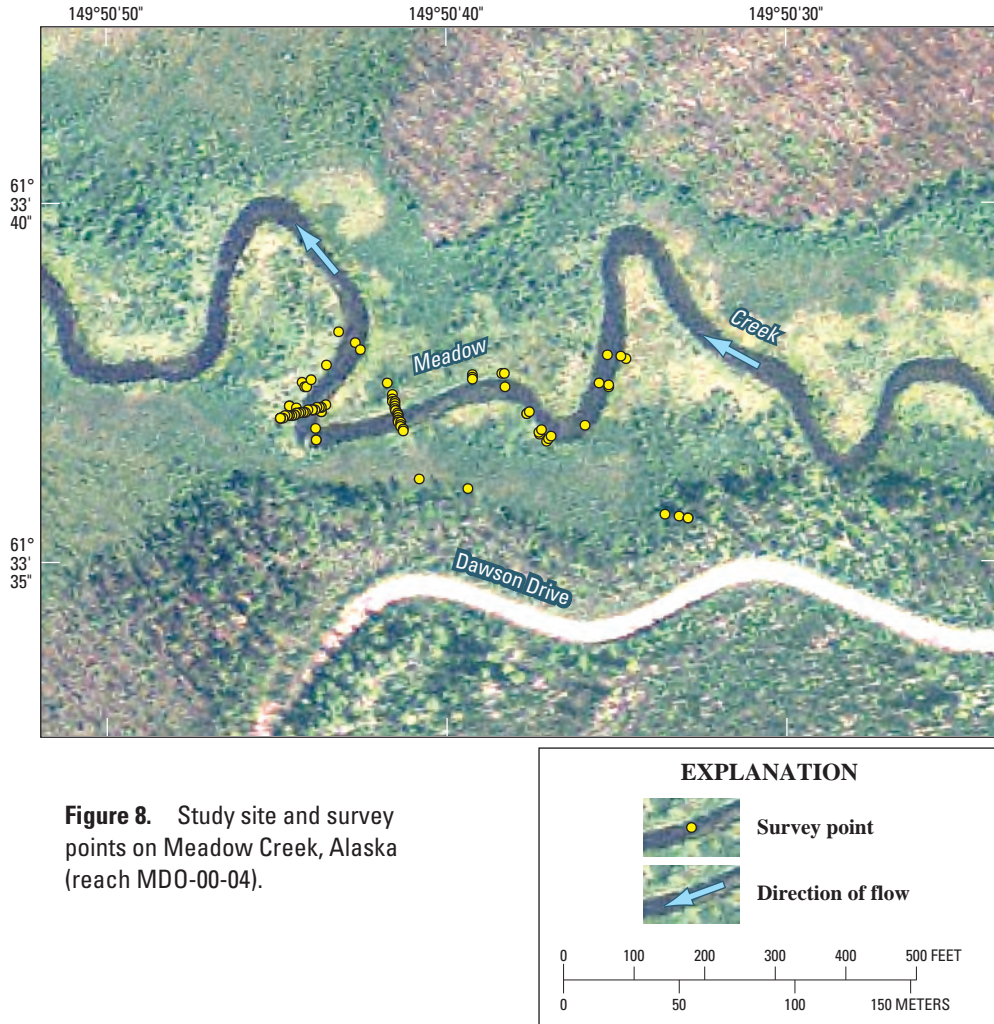 149°50'50" 149°50'40" 149°50'30"
61°
33'
40"
Creek
Meadow
61°
33'
35"
Dawson Drive
EXPLANATION
Survey point
Direction of flow
0 100 200 300 400 500 FEET
0 50 100 150 METERS
Figure 8. Study site and survey
points on Meadow Creek, Alaska
(reach MDO-00-04).